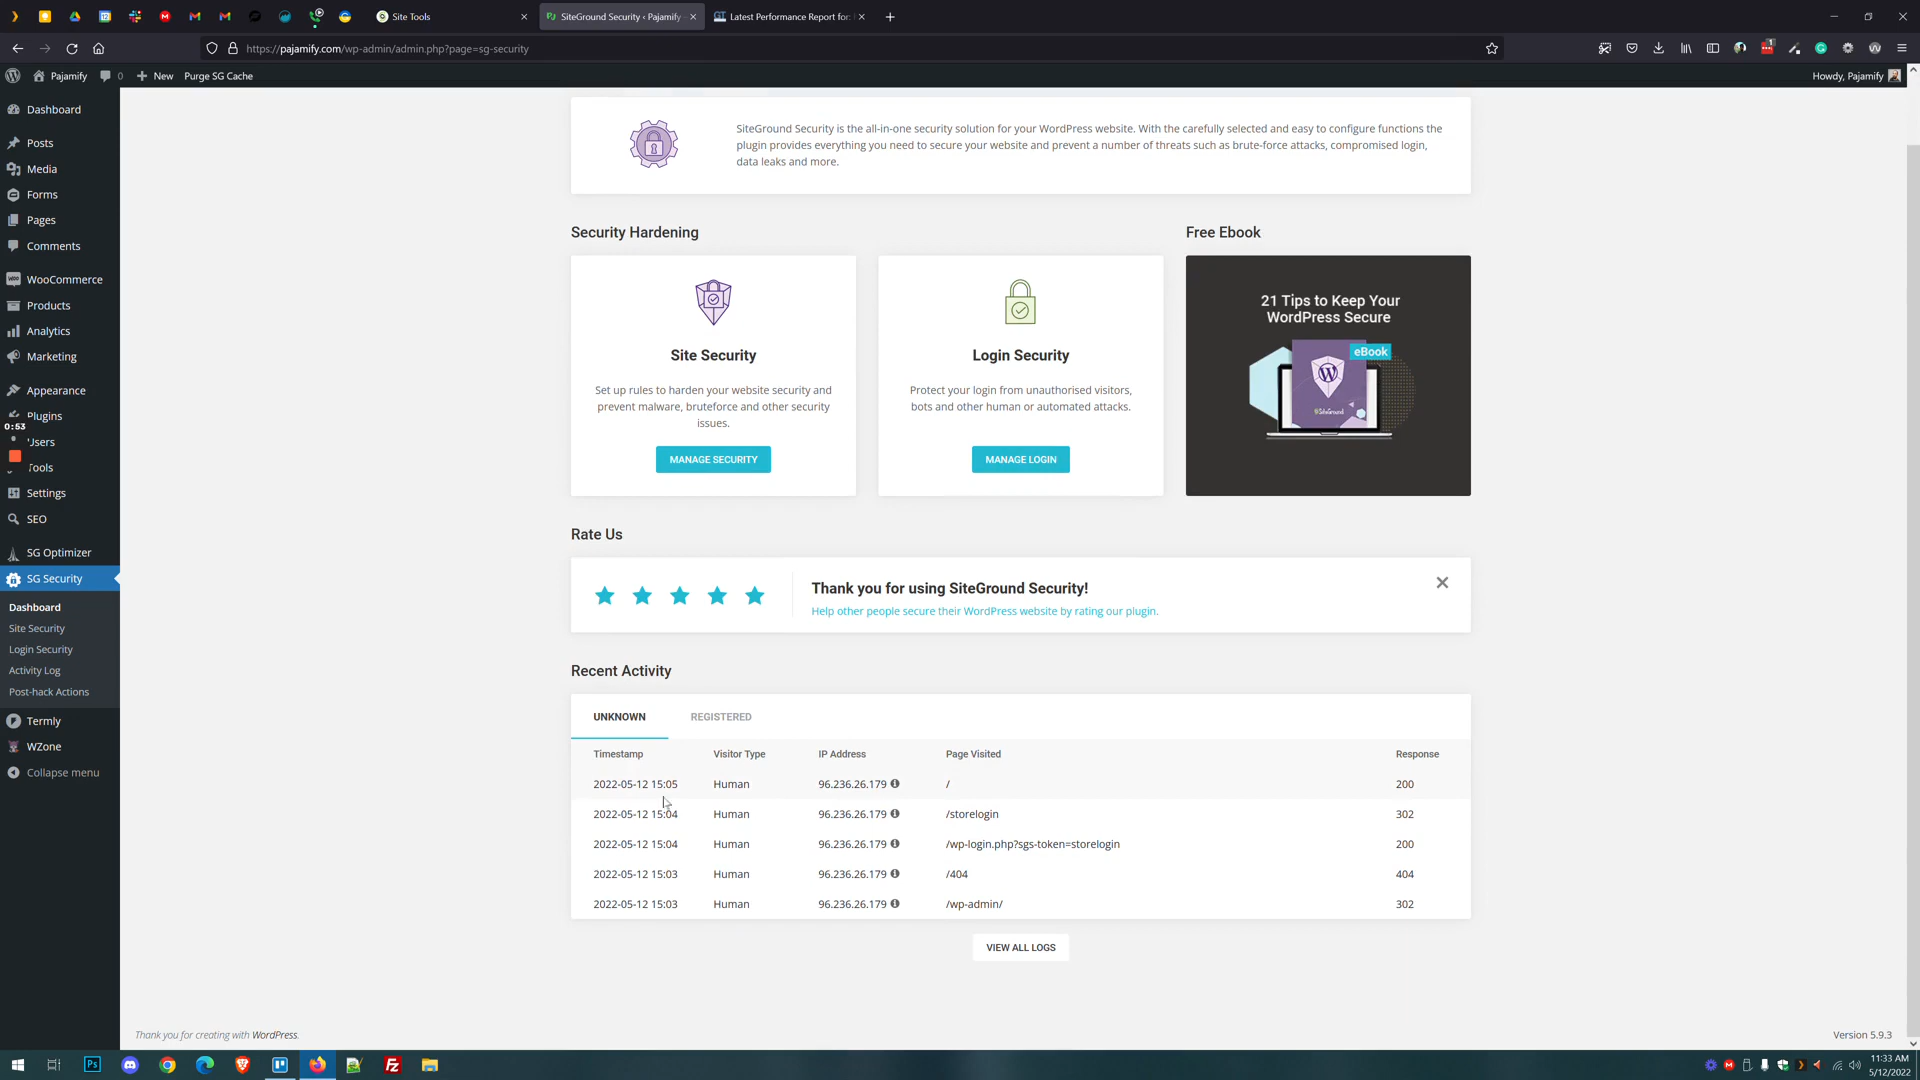 Site Tools
SiteGround Security ‹ Pajamify
Latest Performance Report for:
https://pajamify.com/wp-admin/admin.php?page=sg-security
Pajamify
0
New
Purge SG Cache
Howdy, Pajamify
Dashboard
Posts
Media
Forms
Pages
Comments
WooCommerce
Products
Analytics
Marketing
Appearance
Plugins
0:53
Users
Tools
Settings
SEO
SG Optimizer
SG Security
Dashboard
Site Security
Login Security
Activity Log
Post-hack Actions
Termly
WZone
Collapse menu
SiteGround Security is the all-in-one security solution for your WordPress website. With the carefully selected and easy to configure functions the
plugin provides everything you need to secure your website and prevent a number of threats such as brute-force attacks, compromised login,
data leaks and more.
Security Hardening
Site Security
Set up rules to harden your website security and
prevent malware, bruteforce and other security
issues.
MANAGE SECURITY
Login Security
Protect your login from unauthorised visitors,
bots and other human or automated attacks.
MANAGE LOGIN
Free Ebook
21 Tips to Keep Your
WordPress Secure
eBook
SiteGround
Rate Us
Thank you for using SiteGround Security!
Help other people secure their WordPress website by rating our plugin.
Recent Activity
UNKNOWN REGISTERED
Timestamp Visitor Type IP Address Page Visited Response
2022-05-12 15:05 Human 96.236.26.179 / 200
2022-05-12 15:04 Human 96.236.26.179 /storelogin 302
2022-05-12 15:04 Human 96.236.26.179 /wp-login.php?sgs-token=storelogin 200
2022-05-12 15:03 Human 96.236.26.179 /404 404
2022-05-12 15:03 Human 96.236.26.179 /wp-admin/ 302
VIEW ALL LOGS
Thank you for creating with WordPress.
Version 5.9.3
11:33 AM
5/12/2022